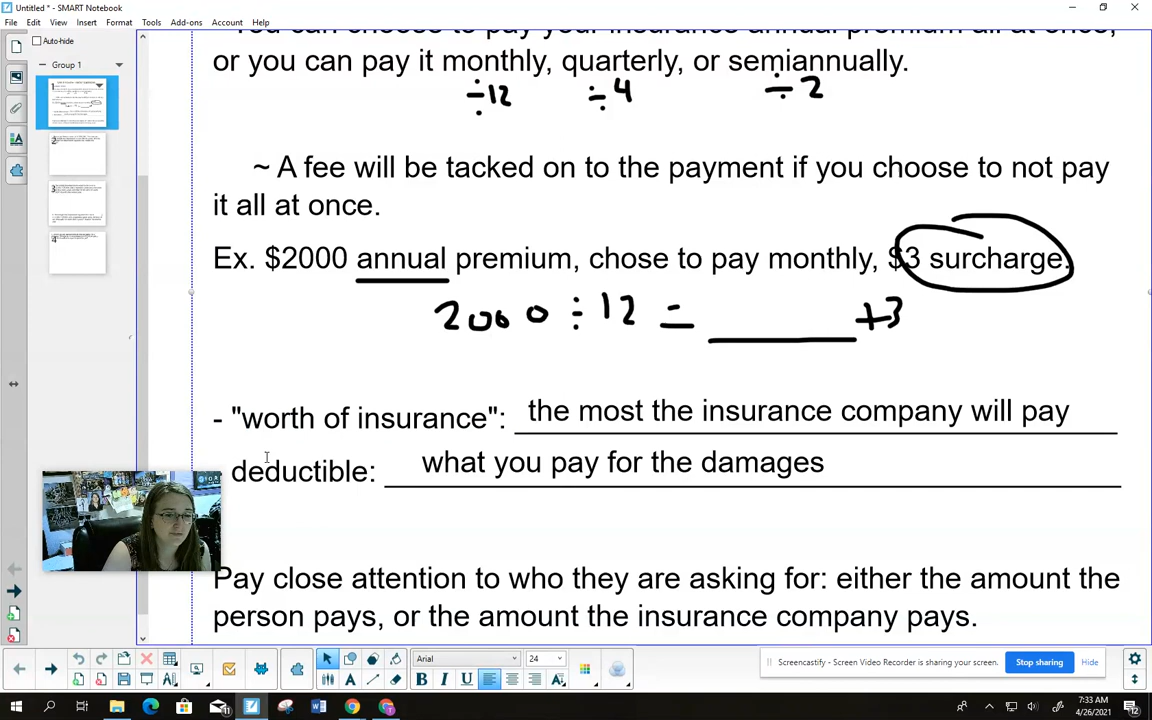 Untitled * - SMART Notebook
File Edit View Insert Format Tools Add-ons Account Help
Auto-hide
Group 1
1
2
3
4
or you can pay it monthly, quarterly, or semiannually.
÷12 ÷4 ÷2
~ A fee will be tacked on to the payment if you choose to not pay
it all at once.
Ex. $2000 annual premium, chose to pay monthly, $3 surcharge.
2000 ÷ 12 = ______ +3
- "worth of insurance": the most the insurance company will pay
deductible: what you pay for the damages
Pay close attention to who they are asking for: either the amount the
person pays, or the amount the insurance company pays.
Arial 24
B I U
Screencastify - Screen Video Recorder is sharing your screen. Stop sharing Hide
7:33 AM
4/26/2021